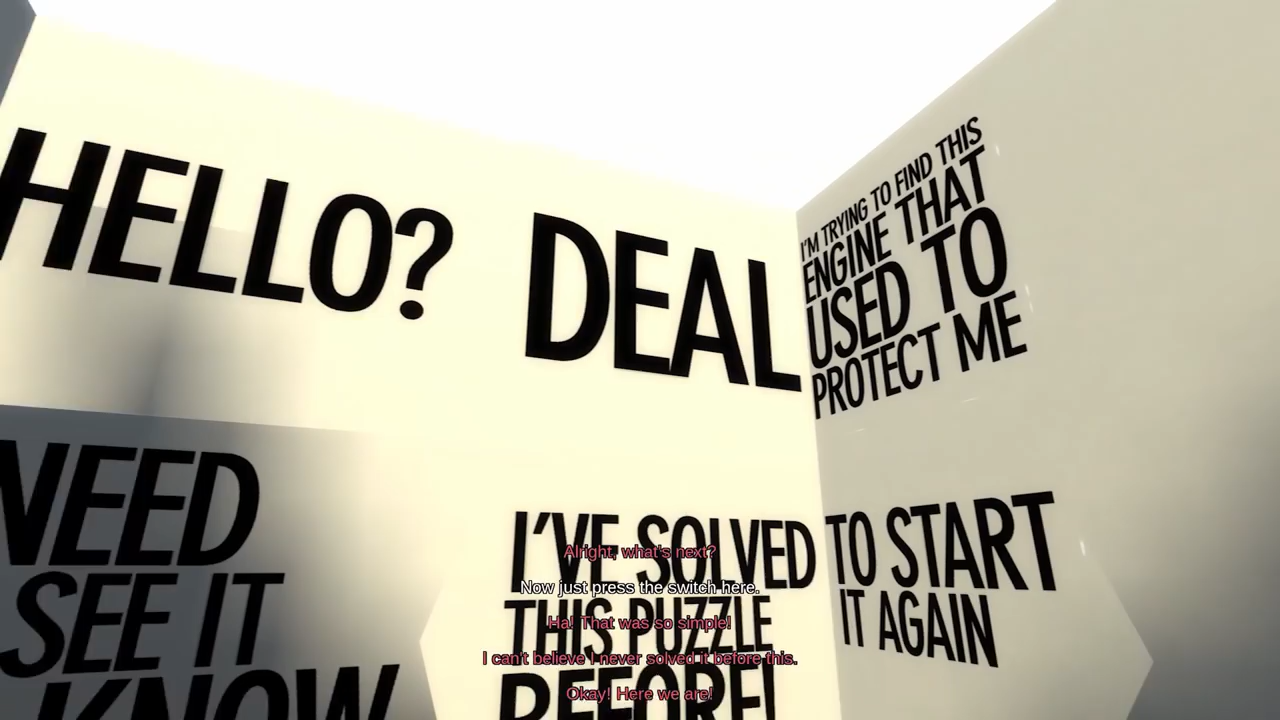 HELLO?
DEAL
I'M TRYING TO FIND THIS
ENGINE THAT
USED TO
PROTECT ME
NEED
SEE IT
KNOW
I'VE SOLVED
THIS PUZZLE
BEFORE!
TO START
IT AGAIN
Alright, what's next?
Now just press the switch here.
Ha! That was so simple!
I can't believe I never solved it before this.
Okay! Here we are!